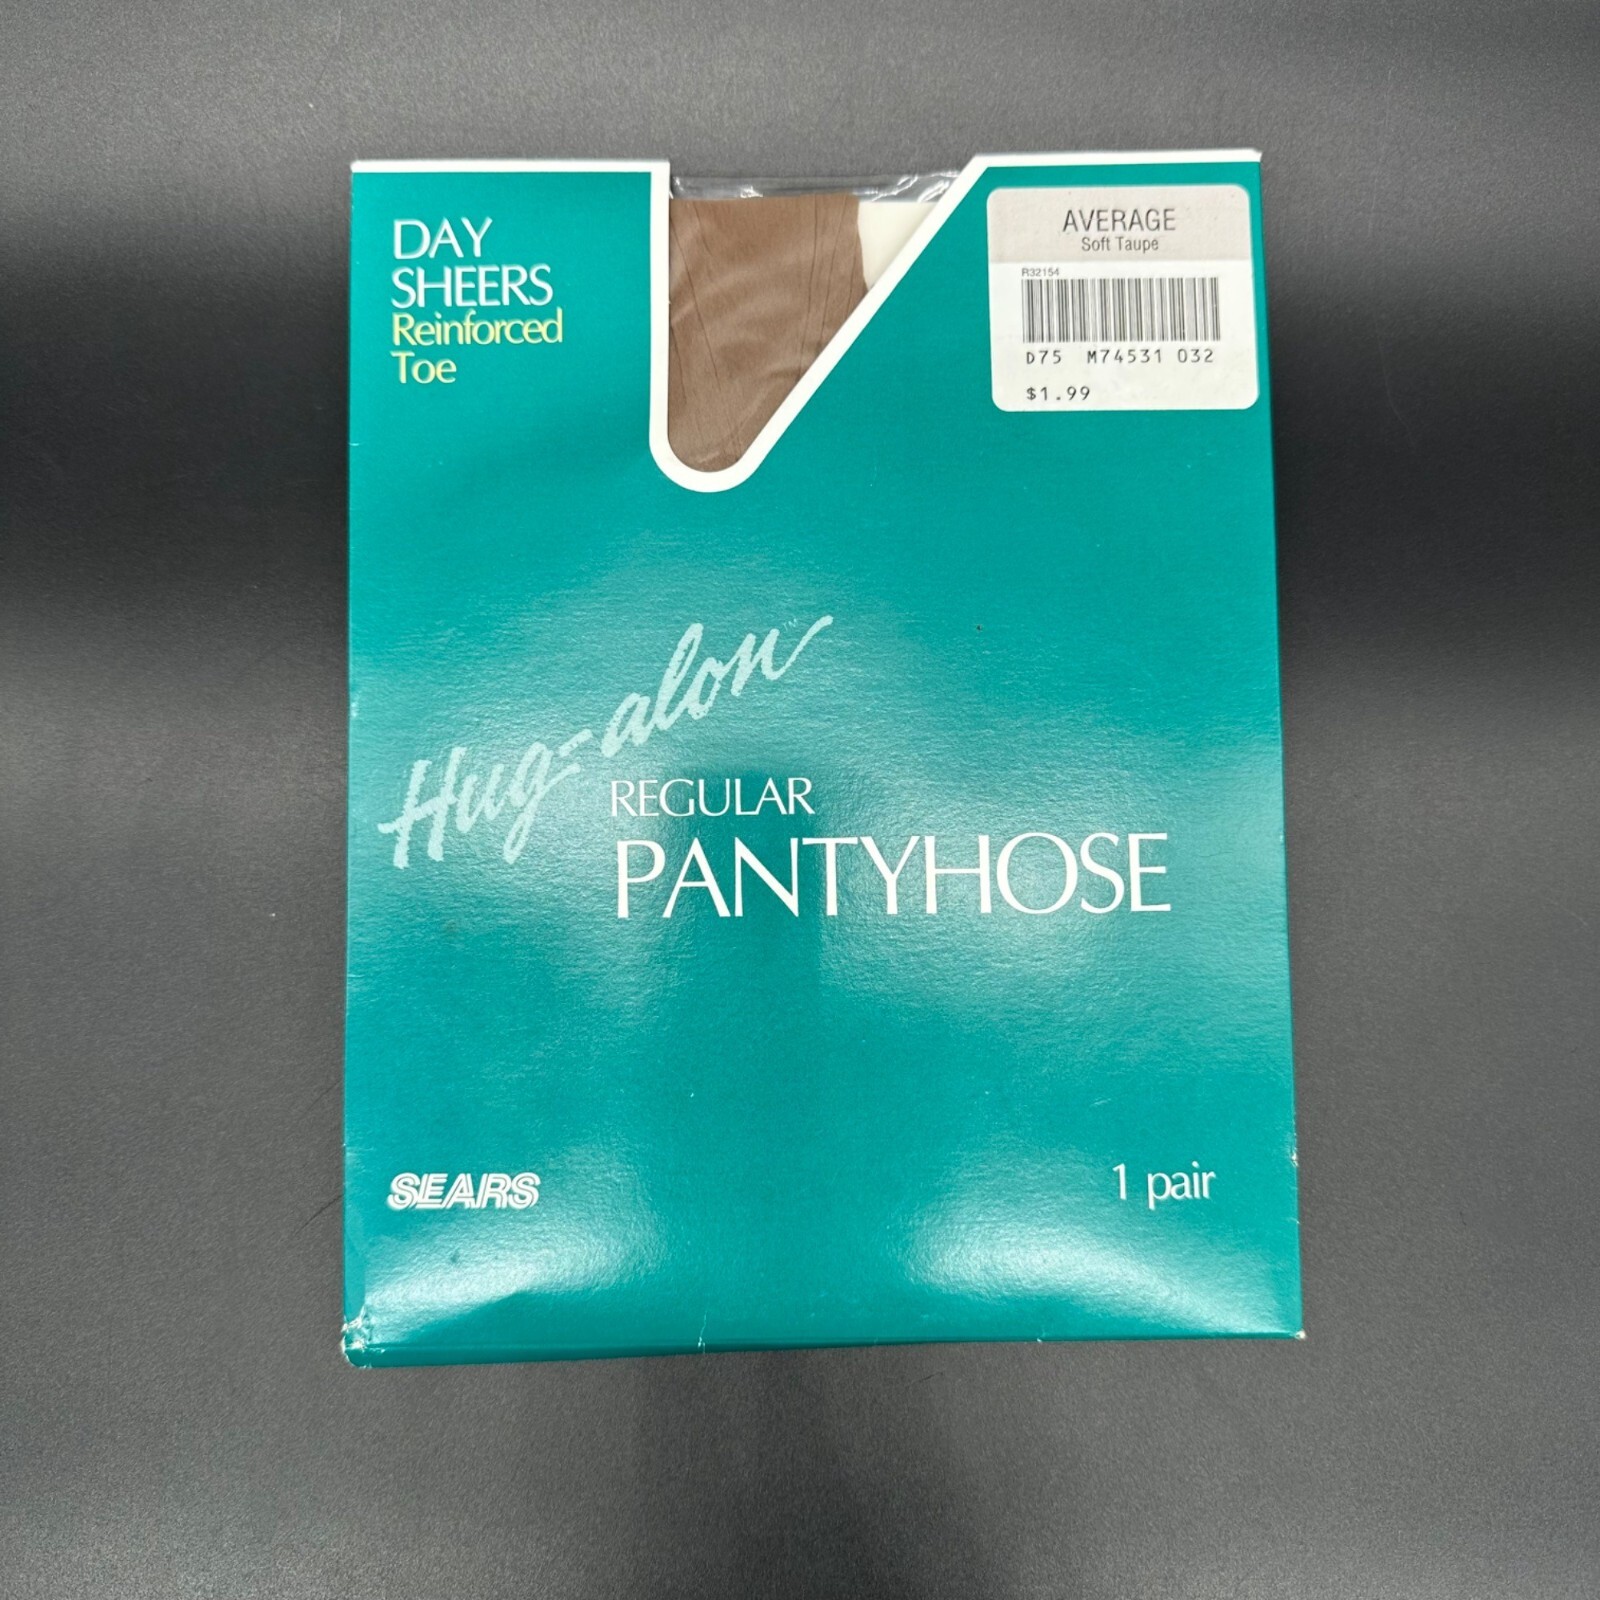 DAY
SHEERS
Reinforced
Toe
AVERAGE
Soft Taupe
R32154
D75 M74531 032
$1.99
Hug-alon™
REGULAR
PANTYHOSE
SEARS
1 pair